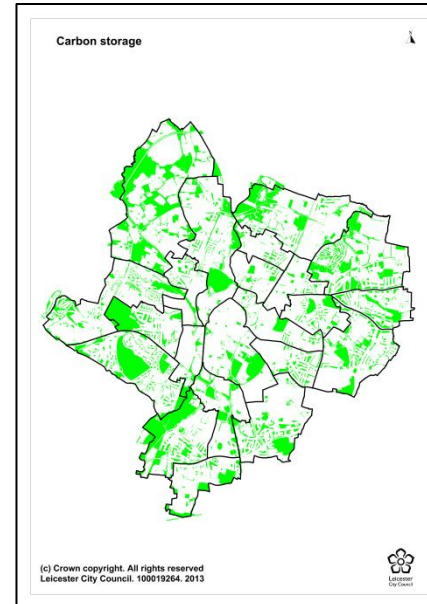 Carbon storage
(c) Crown copyright. All rights reserved
Leicester City Council. 100019264. 2013
Leicester
City Council